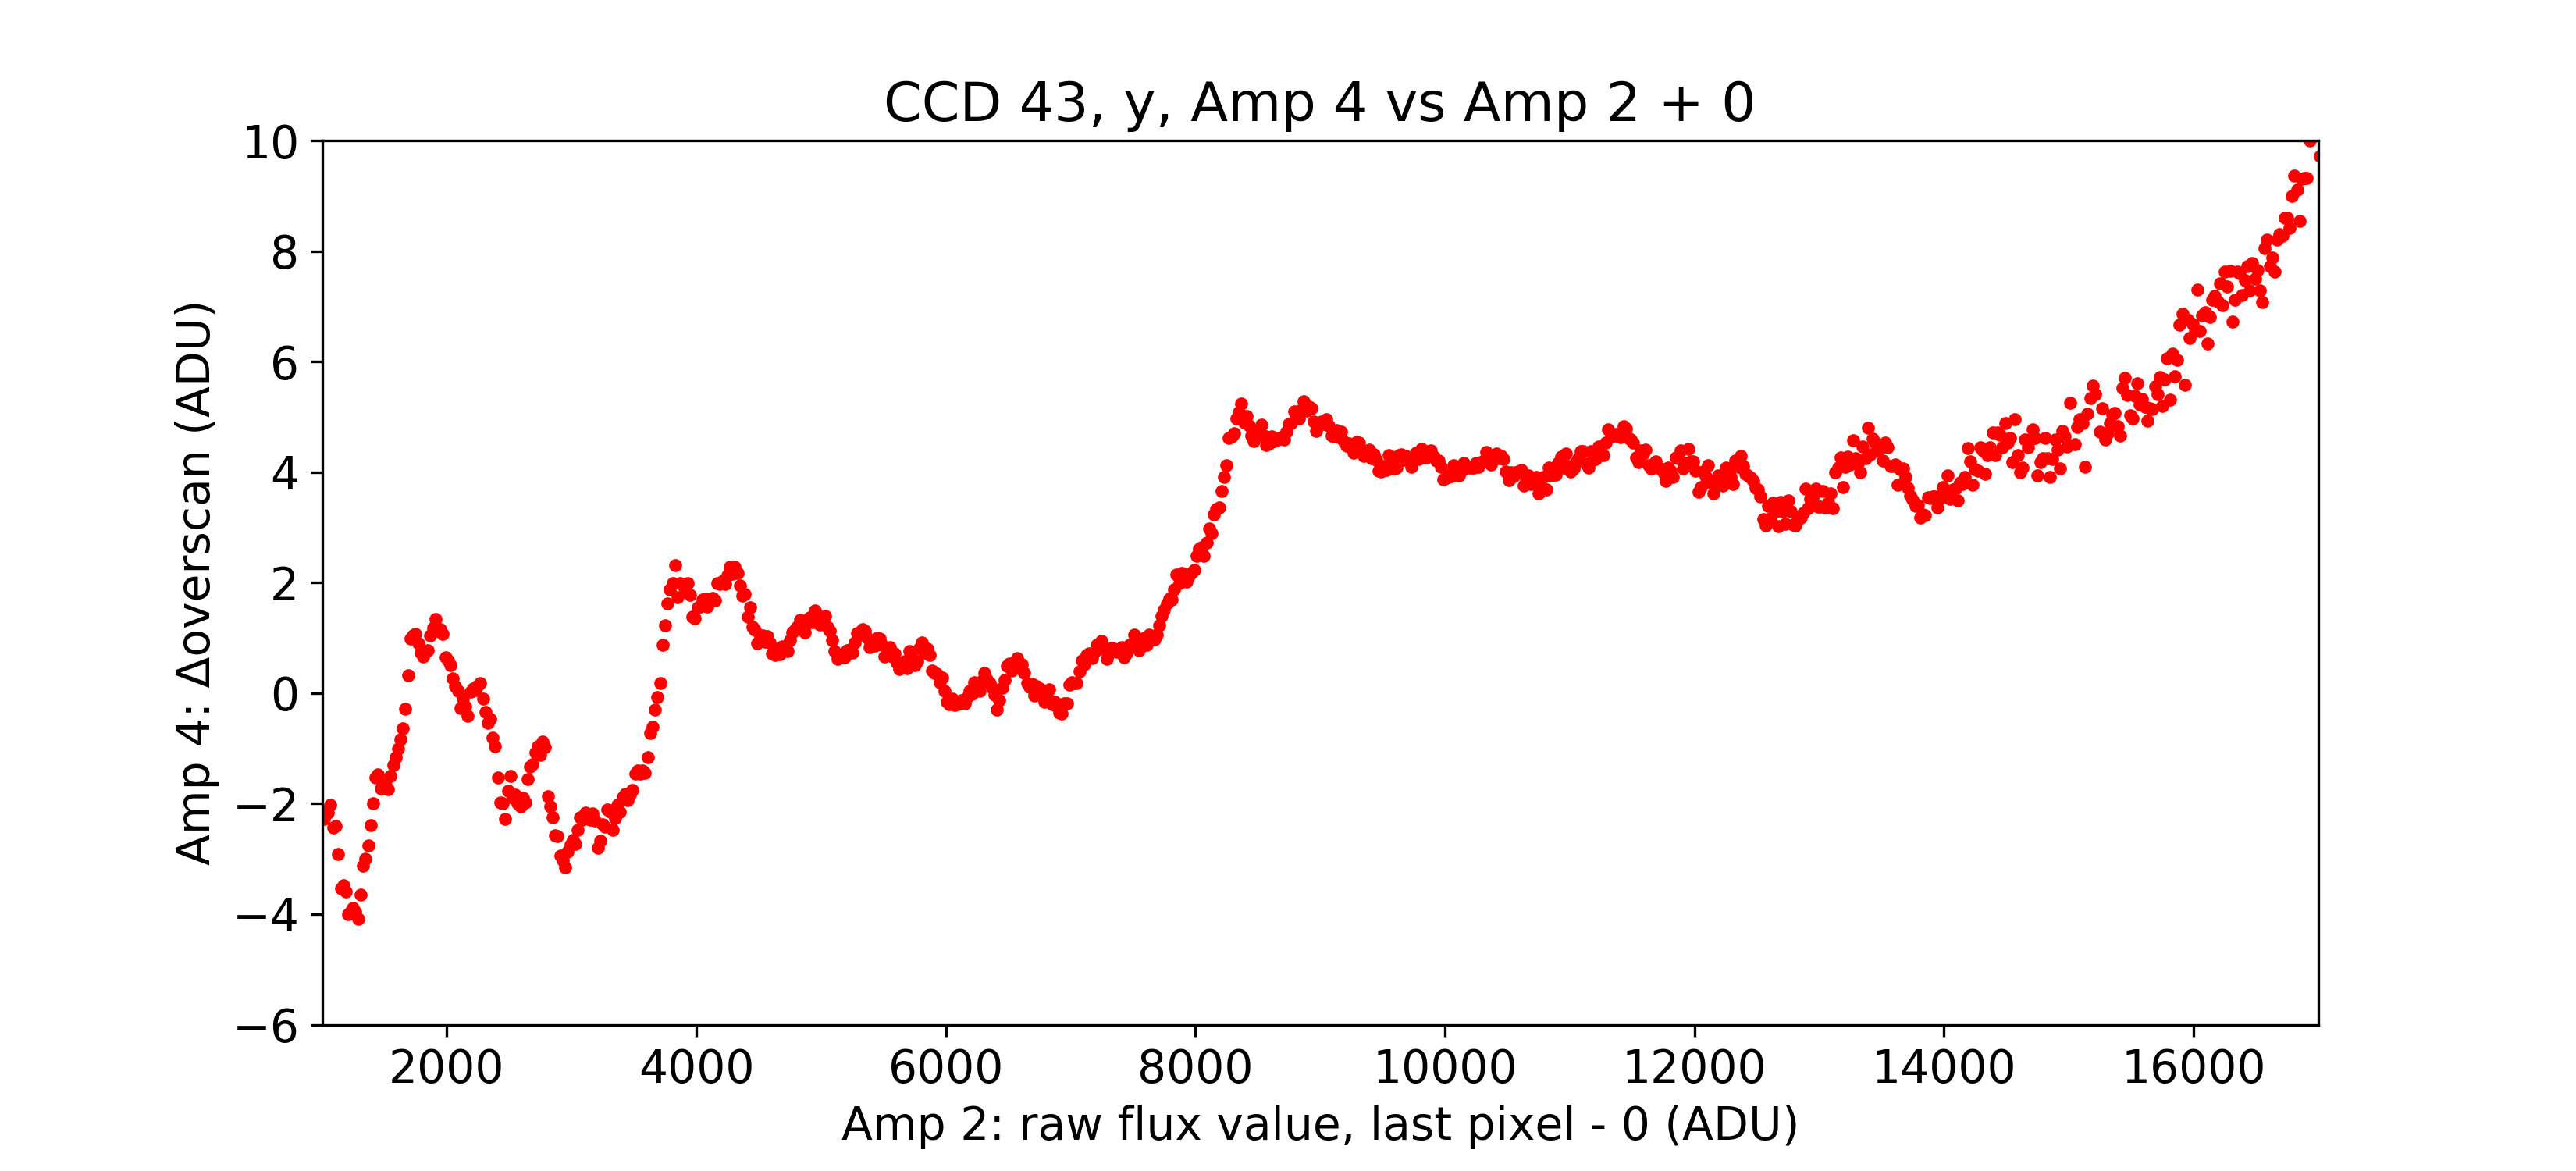 CCD 43, y, Amp 4 vs Amp 2 + 0
10
8
6
4
2
0
−2
−4
−6
Amp 4: Δoverscan (ADU)
2000 4000 6000 8000 10000 12000 14000 16000
Amp 2: raw flux value, last pixel - 0 (ADU)